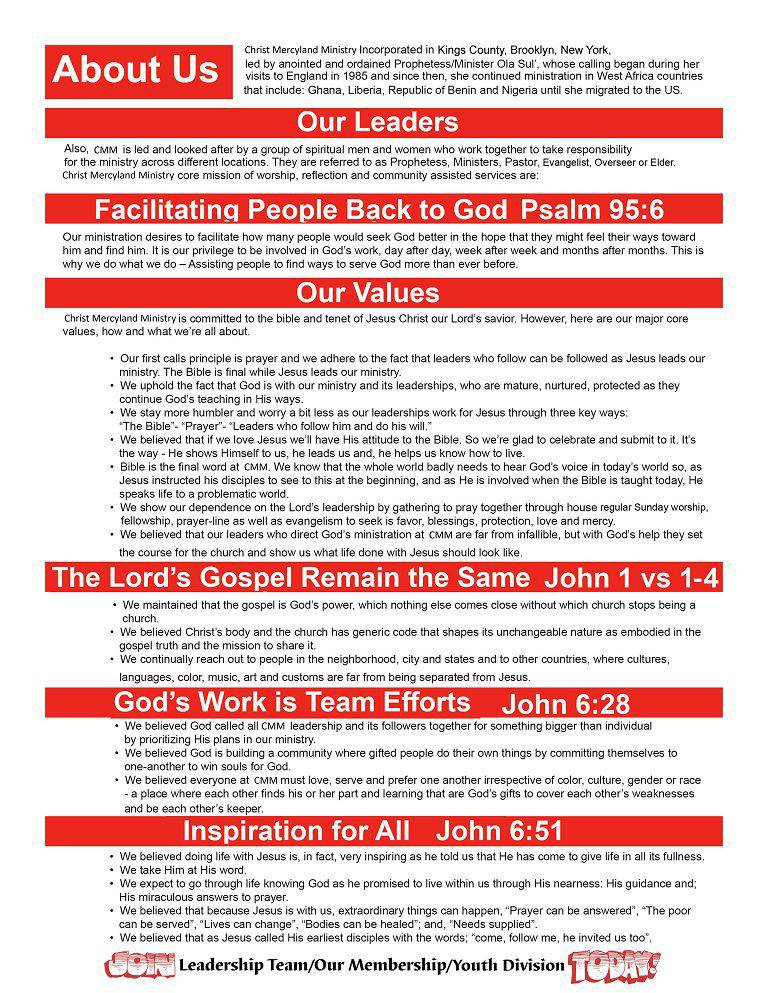 About Us
Christ Mercyland Ministry Incorporated in Kings County, Brooklyn, New York,
led by anointed and ordained Prophetess/Minister Ola Sul', whose calling began during her
visits to England in 1985 and since then, she continued ministration in West Africa countries
that include: Ghana, Liberia, Republic of Benin and Nigeria until she migrated to the US.
Our Leaders
Also, CMM is led and looked after by a group of spiritual men and women who work together to take responsibility
for the ministry across different locations. They are referred to as Prophetess, Ministers, Pastor, Evangelist, Overseer or Elder.
Christ Mercyland Ministry core mission of worship, reflection and community assisted services are:
Facilitating People Back to God Psalm 95:6
Our ministration desires to facilitate how many people would seek God better in the hope that they might feel their ways toward
him and find him. It is our privilege to be involved in God's work, day after day, week after week and months after months. This is
why we do what we do – Assisting people to find ways to serve God more than ever before.
Our Values
Christ Mercyland Ministry is committed to the bible and tenet of Jesus Christ our Lord's savior. However, here are our major core
values, how and what we're all about.
• Our first calls principle is prayer and we adhere to the fact that leaders who follow can be followed as Jesus leads our
ministry. The Bible is final while Jesus leads our ministry.
• We uphold the fact that God is with our ministry and its leaderships, who are mature, nurtured, protected as they
continue God's teaching in His ways.
• We stay more humbler and worry a bit less as our leaderships work for Jesus through three key ways:
"The Bible"- "Prayer"- "Leaders who follow him and do his will."
• We believed that if we love Jesus we'll have His attitude to the Bible. So we're glad to celebrate and submit to it. It's
the way - He shows Himself to us, he leads us and, he helps us know how to live.
• Bible is the final word at CMM. We know that the whole world badly needs to hear God's voice in today's world so, as
Jesus instructed his disciples to see to this at the beginning, and as He is involved when the Bible is taught today, He
speaks life to a problematic world.
• We show our dependence on the Lord's leadership by gathering to pray together through house regular Sunday worship,
fellowship, prayer-line as well as evangelism to seek is favor, blessings, protection, love and mercy.
• We believed that our leaders who direct God's ministration at CMM are far from infallible, but with God's help they set
the course for the church and show us what life done with Jesus should look like.
The Lord's Gospel Remain the Same John 1 vs 1-4
• We maintained that the gospel is God's power, which nothing else comes close without which church stops being a
church.
• We believed Christ's body and the church has generic code that shapes its unchangeable nature as embodied in the
gospel truth and the mission to share it.
• We continually reach out to people in the neighborhood, city and states and to other countries, where cultures,
languages, color, music, art and customs are far from being separated from Jesus.
God's Work is Team Efforts John 6:28
• We believed God called all CMM leadership and its followers together for something bigger than individual
by prioritizing His plans in our ministry.
• We believed God is building a community where gifted people do their own things by committing themselves to
one-another to win souls for God.
• We believed everyone at CMM must love, serve and prefer one another irrespective of color, culture, gender or race
- a place where each other finds his or her part and learning that are God's gifts to cover each other's weaknesses
and be each other's keeper.
Inspiration for All John 6:51
• We believed doing life with Jesus is, in fact, very inspiring as he told us that He has come to give life in all its fullness.
• We take Him at His word.
• We expect to go through life knowing God as he promised to live within us through His nearness: His guidance and;
His miraculous answers to prayer.
• We believed that because Jesus is with us, extraordinary things can happen, "Prayer can be answered", "The poor
can be served", "Lives can change", "Bodies can be healed"; and, "Needs supplied".
• We believed that as Jesus called His earliest disciples with the words; "come, follow me, he invited us too".
JOIN Leadership Team/Our Membership/Youth Division TODAY!